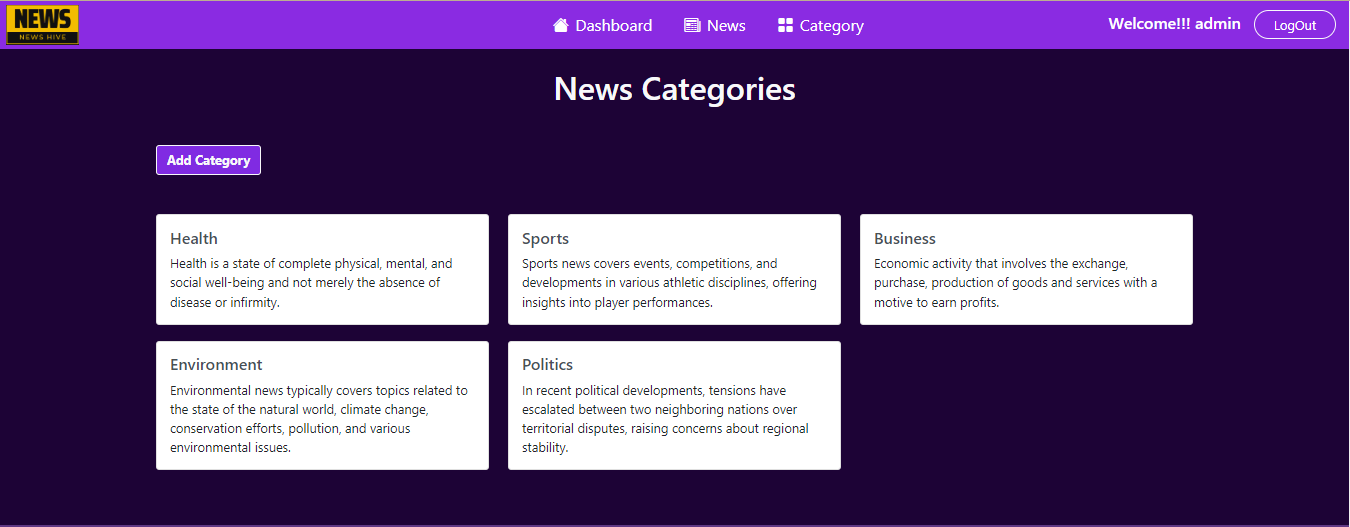 NEWS
NEWS HIVE
Dashboard
News
Category
Welcome!!! admin
LogOut
News Categories
Add Category
Health
Health is a state of complete physical, mental, and
social well-being and not merely the absence of
disease or infirmity.
Sports
Sports news covers events, competitions, and
developments in various athletic disciplines, offering
insights into player performances.
Business
Economic activity that involves the exchange,
purchase, production of goods and services with a
motive to earn profits.
Environment
Environmental news typically covers topics related to
the state of the natural world, climate change,
conservation efforts, pollution, and various
environmental issues.
Politics
In recent political developments, tensions have
escalated between two neighboring nations over
territorial disputes, raising concerns about regional
stability.